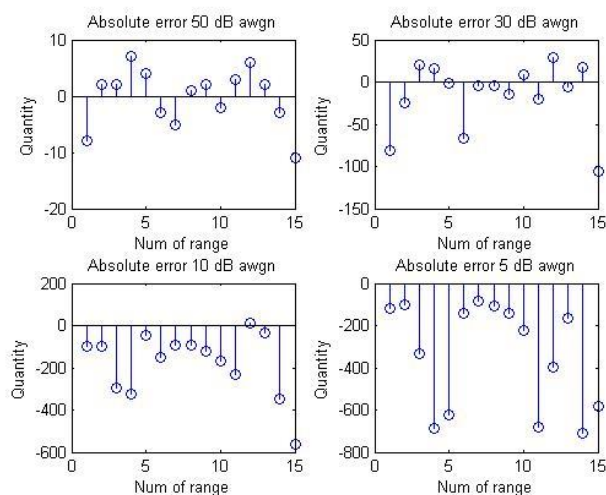 Absolute error 50 dB awgn
10
0
-10
-20
Quantity
0 5 10 15
Num of range
Absolute error 30 dB awgn
50
0
-50
-100
-150
Quantity
0 5 10 15
Num of range
Absolute error 10 dB awgn
200
0
-200
-400
-600
Quantity
0 5 10 15
Num of range
Absolute error 5 dB awgn
0
-200
-400
-600
-800
Quantity
0 5 10 15
Num of range